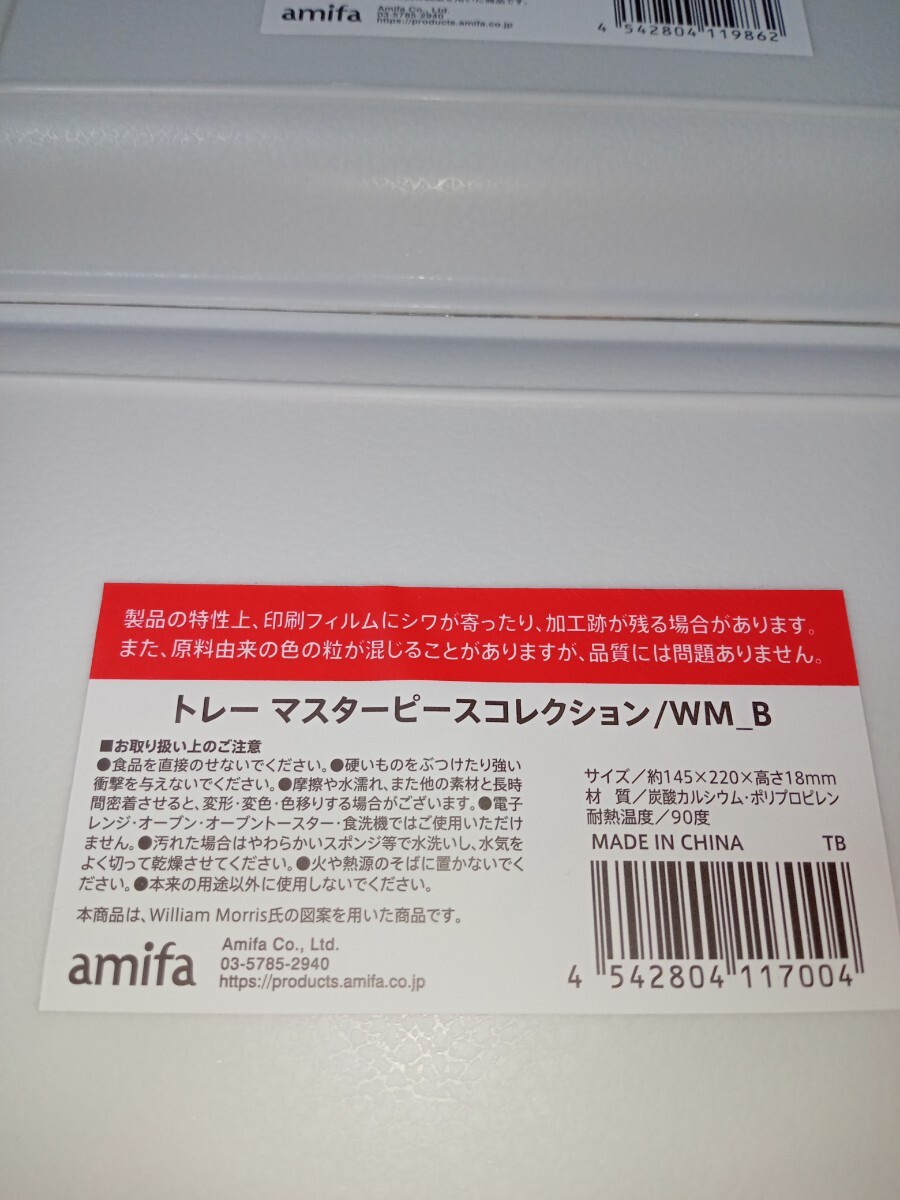 amifa
Amifa Co., Ltd.
03-5785-2940
https://products.amifa.co.jp
4 542804 119862
製品の特性上、印刷フィルムにシワが寄ったり、加工跡が残る場合があります。
また、原料由来の色の粒が混じることがありますが、品質には問題ありません。
トレー マスターピースコレクション/WM_B
■お取り扱い上のご注意
●食品を直接のせないでください。●硬いものをぶつけたり強い
衝撃を与えないでください。●摩擦や水濡れ、また他の素材と長時
間密着させると、変形・変色・色移りする場合がございます。●電子
レンジ・オーブン・オーブントースター・食洗機ではご使用いただけ
ません。●汚れた場合はやわらかいスポンジ等で水洗いし、水気を
よく切って乾燥させてください。●火や熱源のそばに置かないでく
ださい。●本来の用途以外に使用しないでください。
本商品は、William Morris氏の図案を用いた商品です。
amifa
Amifa Co., Ltd.
03-5785-2940
https://products.amifa.co.jp
サイズ/約145×220×高さ18mm
材 質/炭酸カルシウム・ポリプロピレン
耐熱温度/90度
MADE IN CHINA TB
4 542804 117004